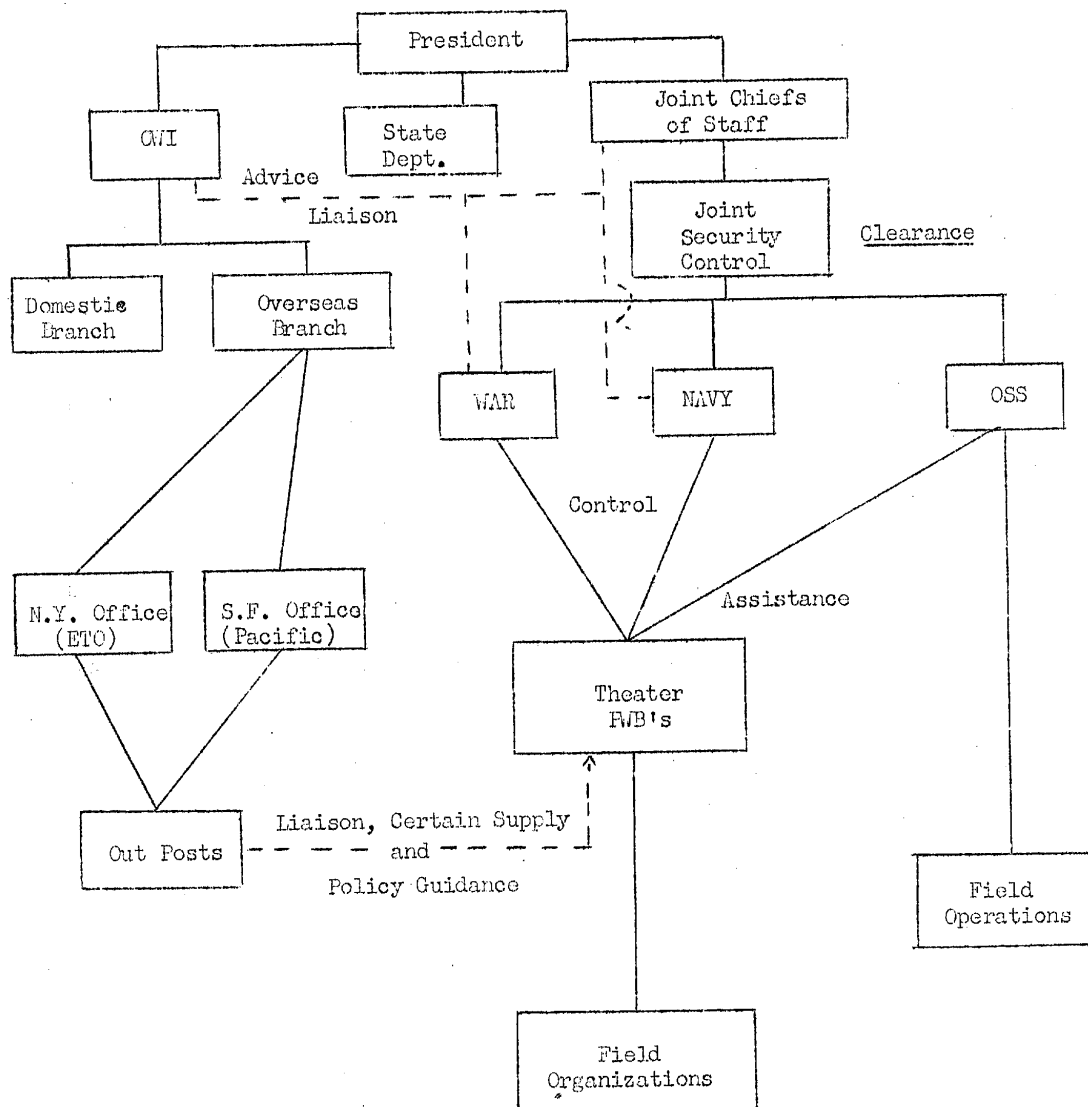 President
Joint Chiefs
of Staff
OWI
State
Dept.
Advice
Liaison
Joint
Security
Control
Clearance
Domestic
Branch
Overseas
Branch
WAR
NAVY
OSS
Control
N.Y. Office
(ETO)
S.F. Office
(Pacific)
Assistance
Theater
PWB's
Out Posts
Liaison, Certain Supply
and
Policy Guidance
Field
Operations
Field
Organizations